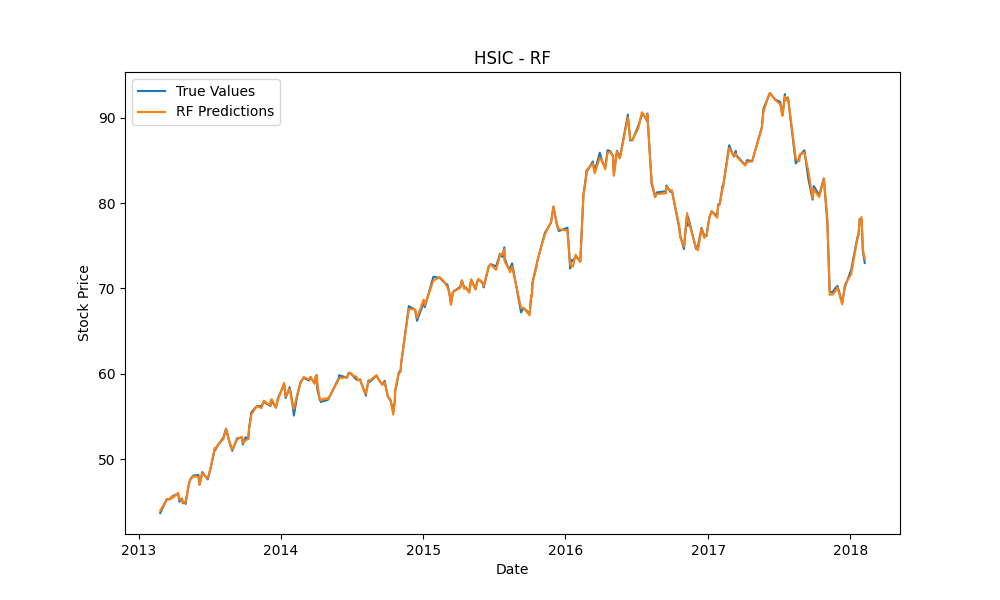 HSIC - RF
True Values
RF Predictions
Stock Price
90
80
70
60
50
2013
2014
2015
2016
2017
2018
Date